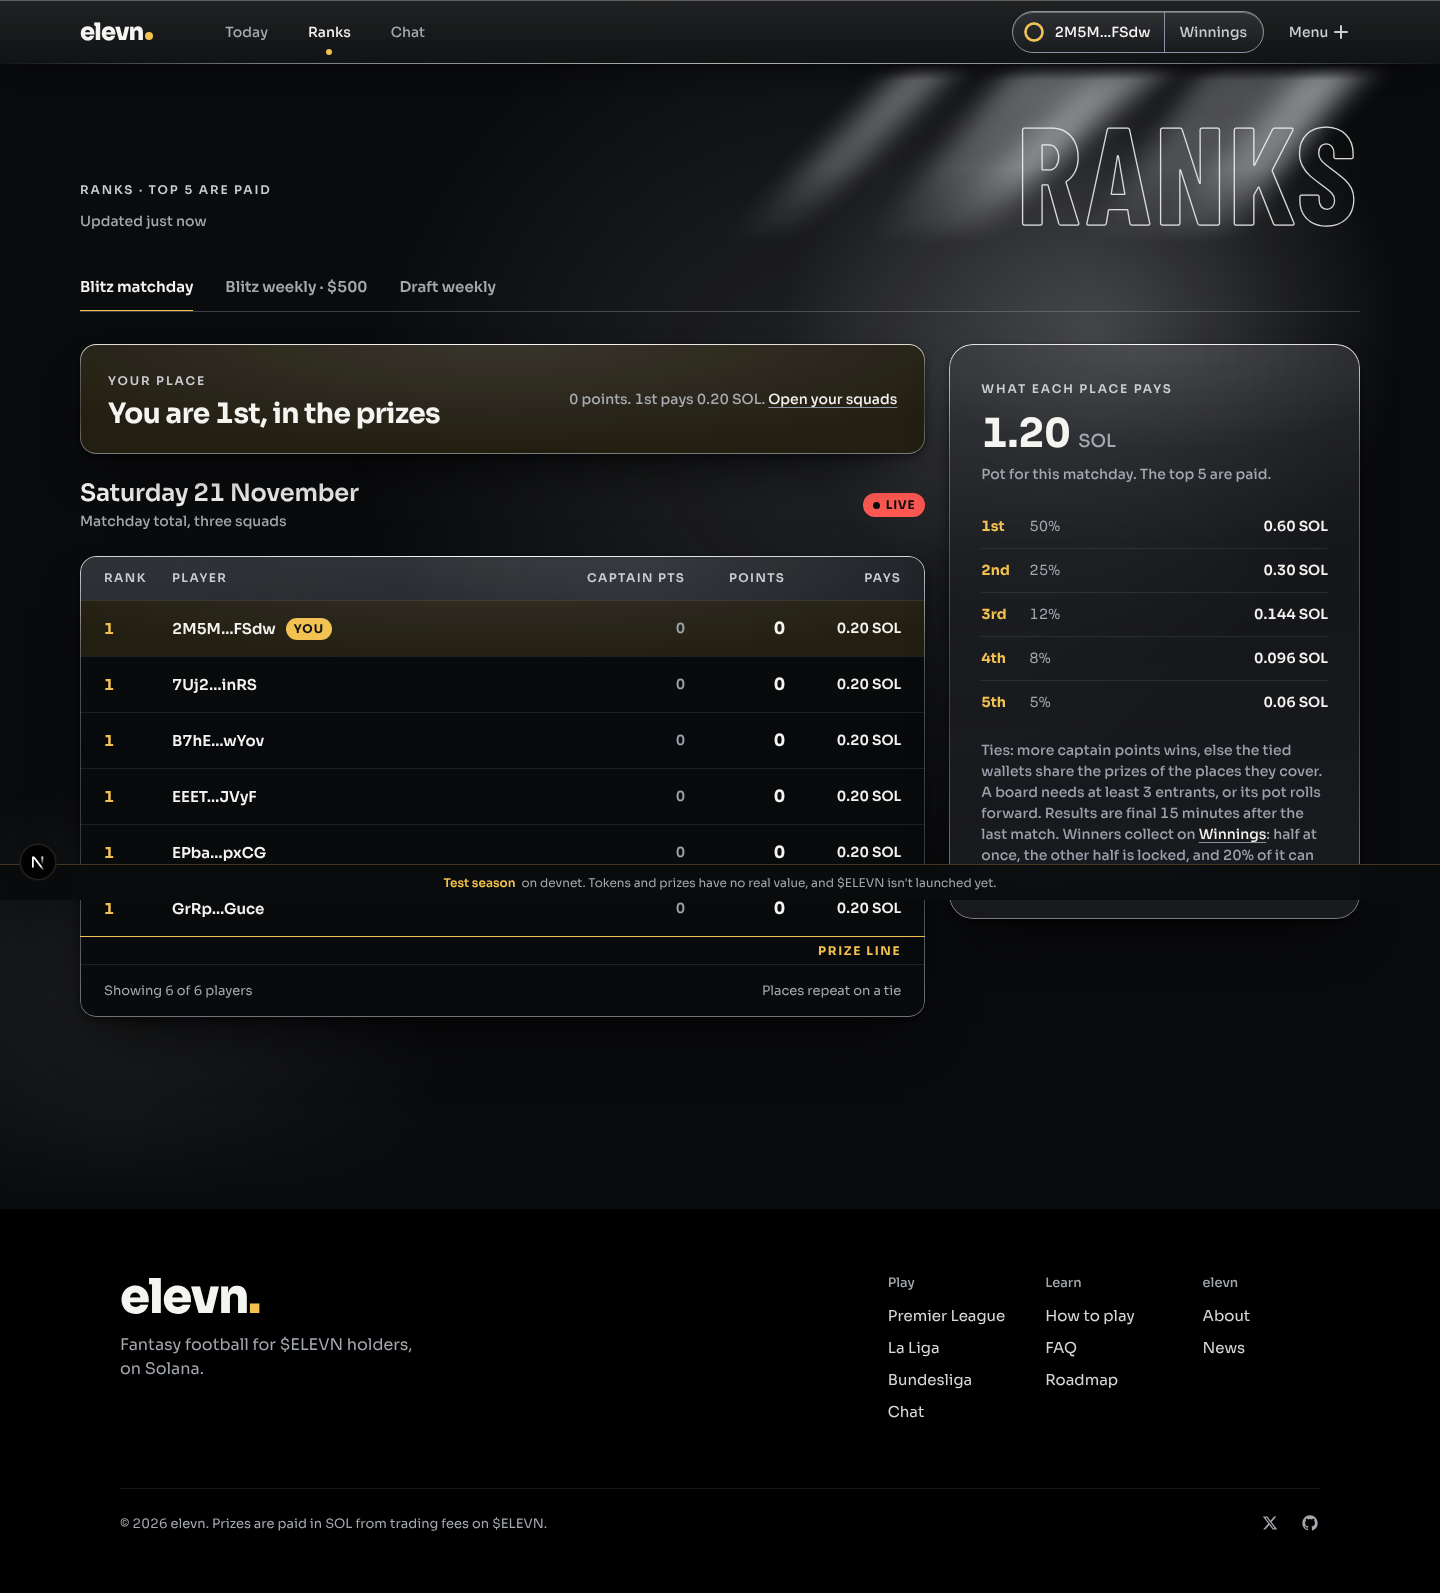 elevn.
Today
Ranks
Chat
2M5M...FSdw
Winnings
Menu
RANKS
RANKS · TOP 5 ARE PAID
Updated just now
Blitz matchday
Blitz weekly · $500
Draft weekly
YOUR PLACE
You are 1st, in the prizes
0 points. 1st pays 0.20 SOL. Open your squads
Saturday 21 November
Matchday total, three squads
LIVE
RANK PLAYER CAPTAIN PTS POINTS PAYS
1 2M5M...FSdw YOU 0 0 0.20 SOL
1 7Uj2...inRS 0 0 0.20 SOL
1 B7hE...wYov 0 0 0.20 SOL
1 EEET...JVyF 0 0 0.20 SOL
1 EPba...pxCG 0 0 0.20 SOL
1 GrRp...Guce 0 0 0.20 SOL
PRIZE LINE
Showing 6 of 6 players
Places repeat on a tie
WHAT EACH PLACE PAYS
1.20 SOL
Pot for this matchday. The top 5 are paid.
1st 50% 0.60 SOL
2nd 25% 0.30 SOL
3rd 12% 0.144 SOL
4th 8% 0.096 SOL
5th 5% 0.06 SOL
Ties: more captain points wins, else the tied
wallets share the prizes of the places they cover.
A board needs at least 3 entrants, or its pot rolls
forward. Results are final 15 minutes after the
last match. Winners collect on Winnings: half at
once, the other half is locked, and 20% of it can
N
Test season on devnet. Tokens and prizes have no real value, and $ELEVN isn't launched yet.
elevn.
Fantasy football for $ELEVN holders,
on Solana.
Play
Premier League
La Liga
Bundesliga
Chat
Learn
How to play
FAQ
Roadmap
elevn
About
News
© 2026 elevn. Prizes are paid in SOL from trading fees on $ELEVN.